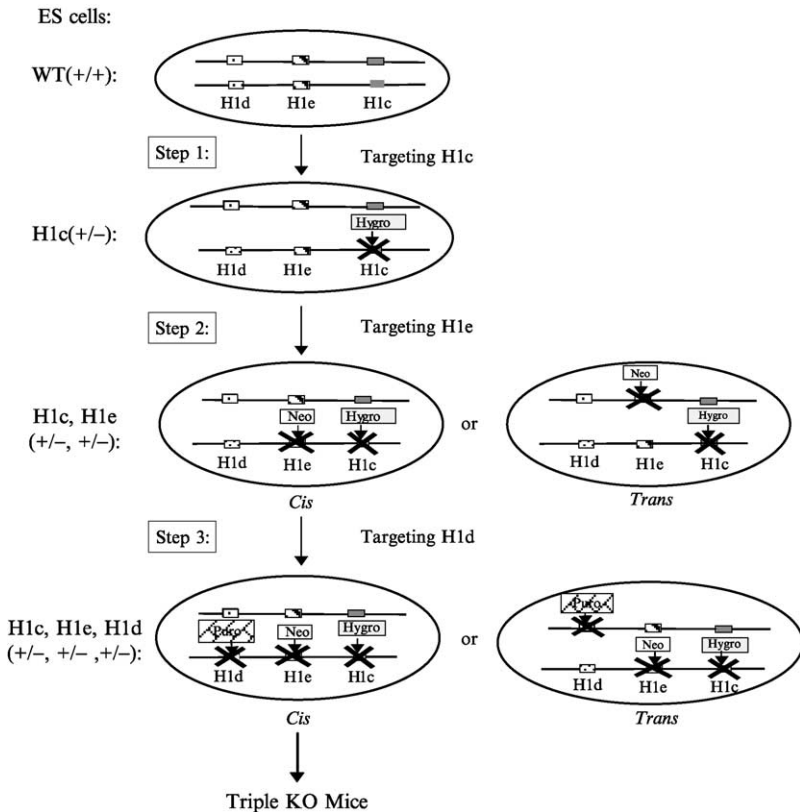 ES cells:
WT(+/+):
H1d H1e H1c
Step 1:
Targeting H1c
H1c(+/–):
Hygro
H1d H1e H1c
Step 2:
Targeting H1e
H1c, H1e
(+/–, +/–):
Neo Hygro
H1d H1e H1c
Cis
or
Neo
Hygro
H1d H1e H1c
Trans
Step 3:
Targeting H1d
H1c, H1e, H1d
(+/–, +/– ,+/–):
Puro Neo Hygro
H1d H1e H1c
Cis
or
Puro
Neo Hygro
H1d H1e H1c
Trans
Triple KO Mice